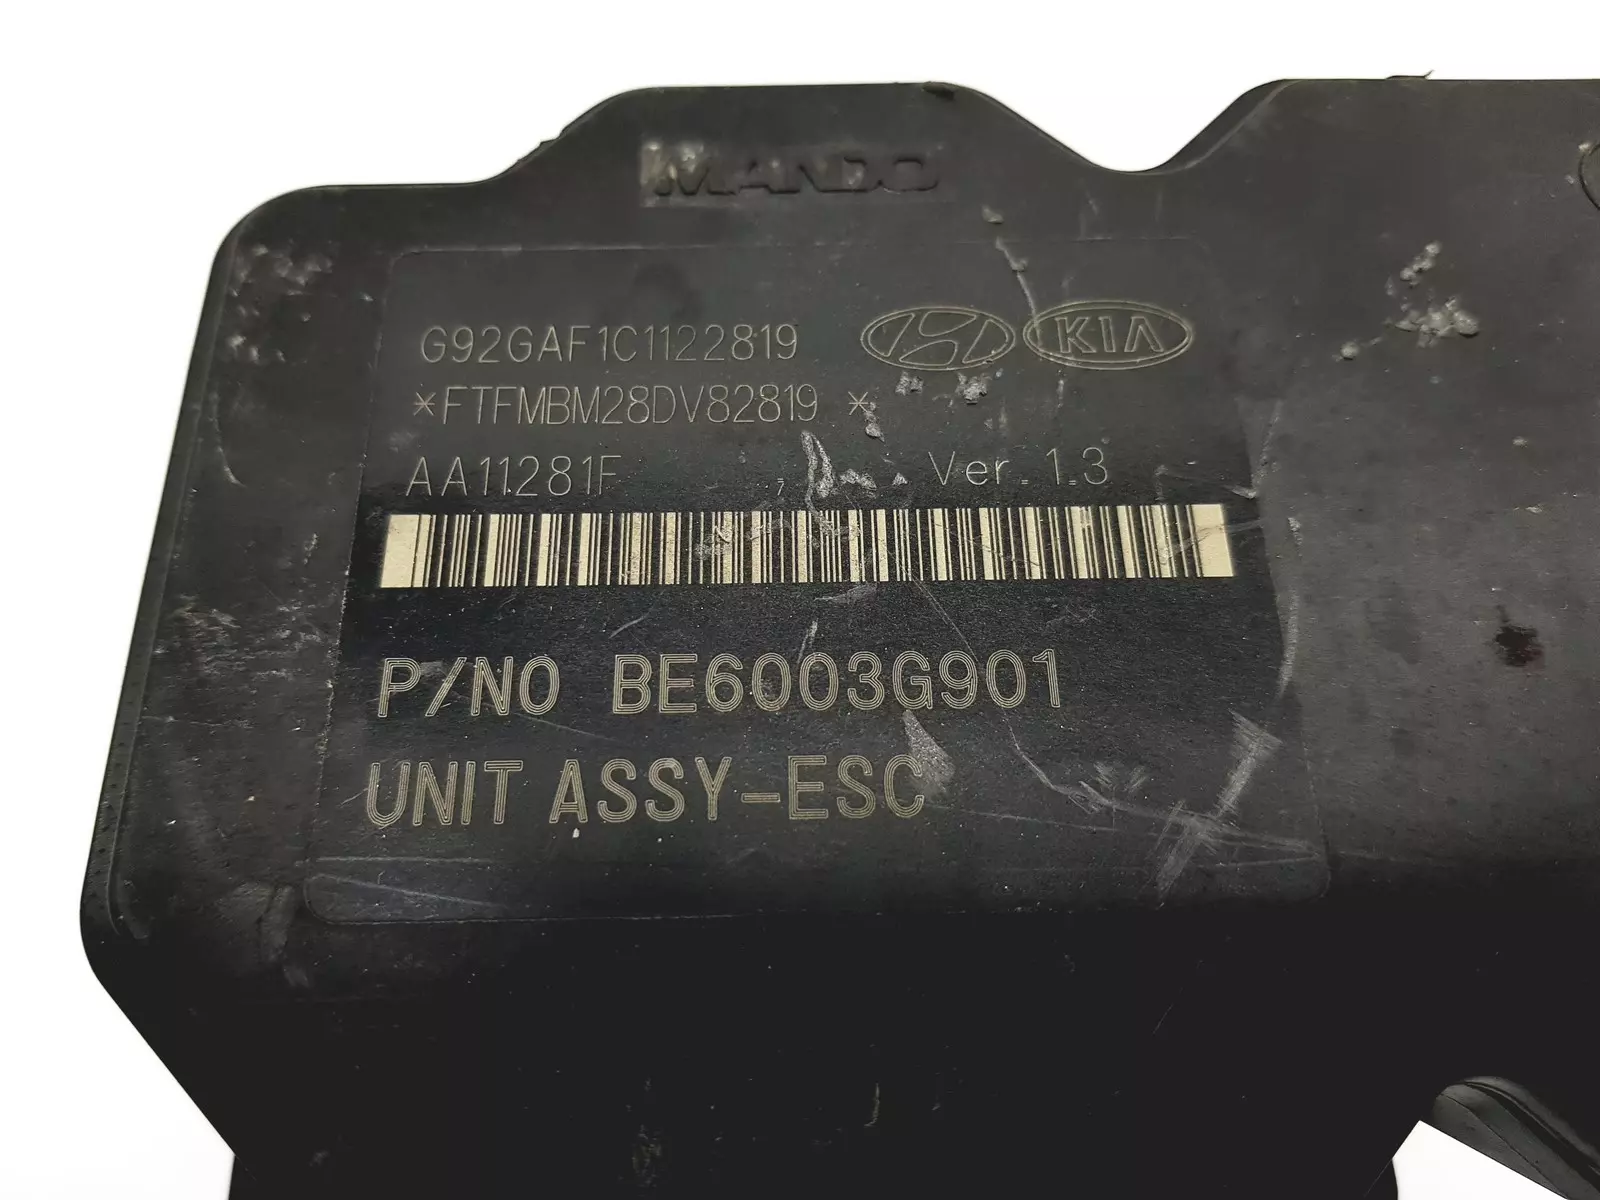 MANDO
G92GAF1C1122819 KIA
*FTFMBM28DV82819 *
AA11281F , Ver. 1.3
P/NO BE6003G901
UNIT ASSY-ESC